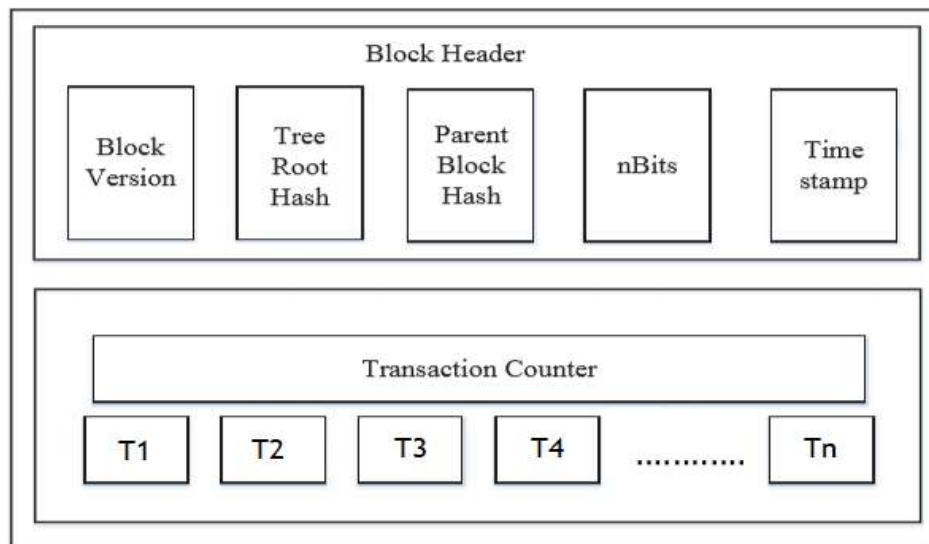 Block Header
Block
Version
Tree
Root
Hash
Parent
Block
Hash
nBits
Time
stamp
Transaction Counter
T1 T2 T3 T4 ............ Tn